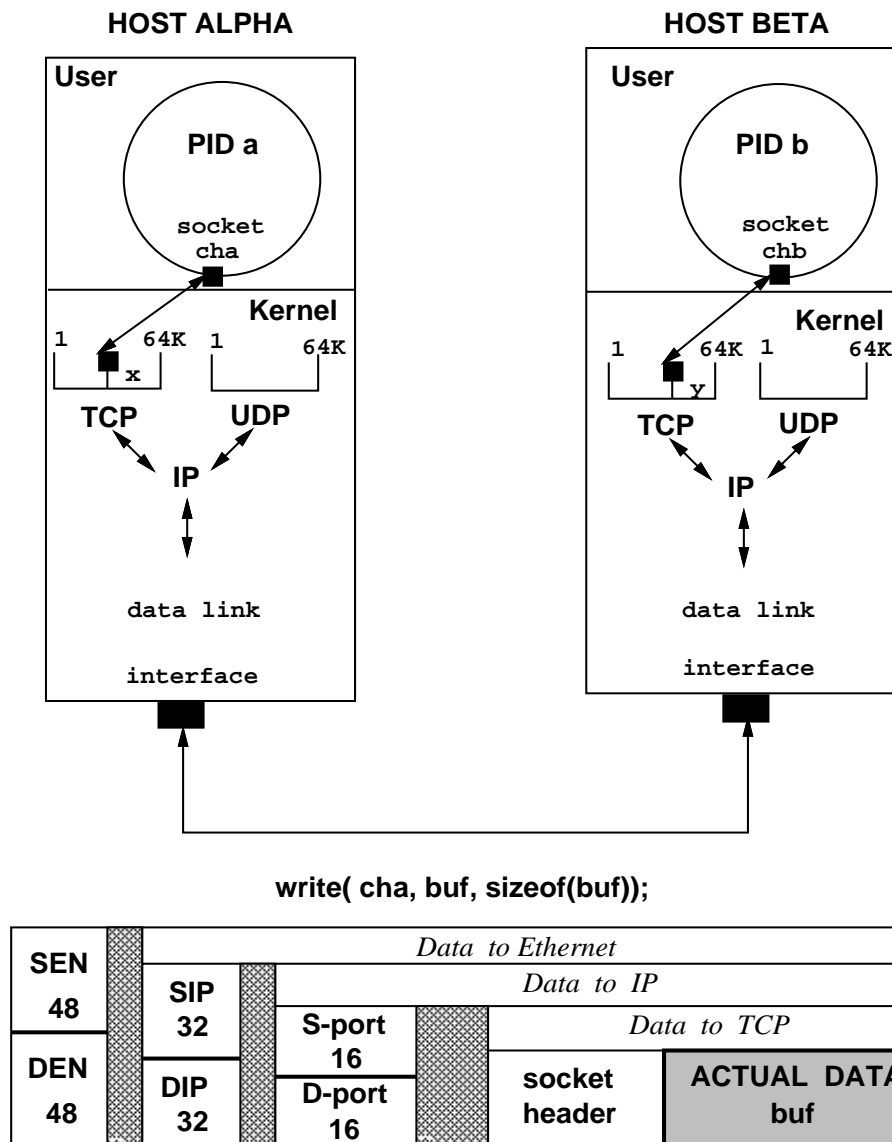 HOST ALPHA
HOST BETA
User
PID a
socket
cha
Kernel
1
64K
1
64K
x
TCP
UDP
IP
data link
interface
User
PID b
socket
chb
Kernel
1
64K
1
64K
y
TCP
UDP
IP
data link
interface
write( cha, buf, sizeof(buf));
SEN
48
DEN
48
Data to Ethernet
SIP
32
DIP
32
Data to IP
S-port
16
D-port
16
Data to TCP
socket
header
ACTUAL DATA
buf